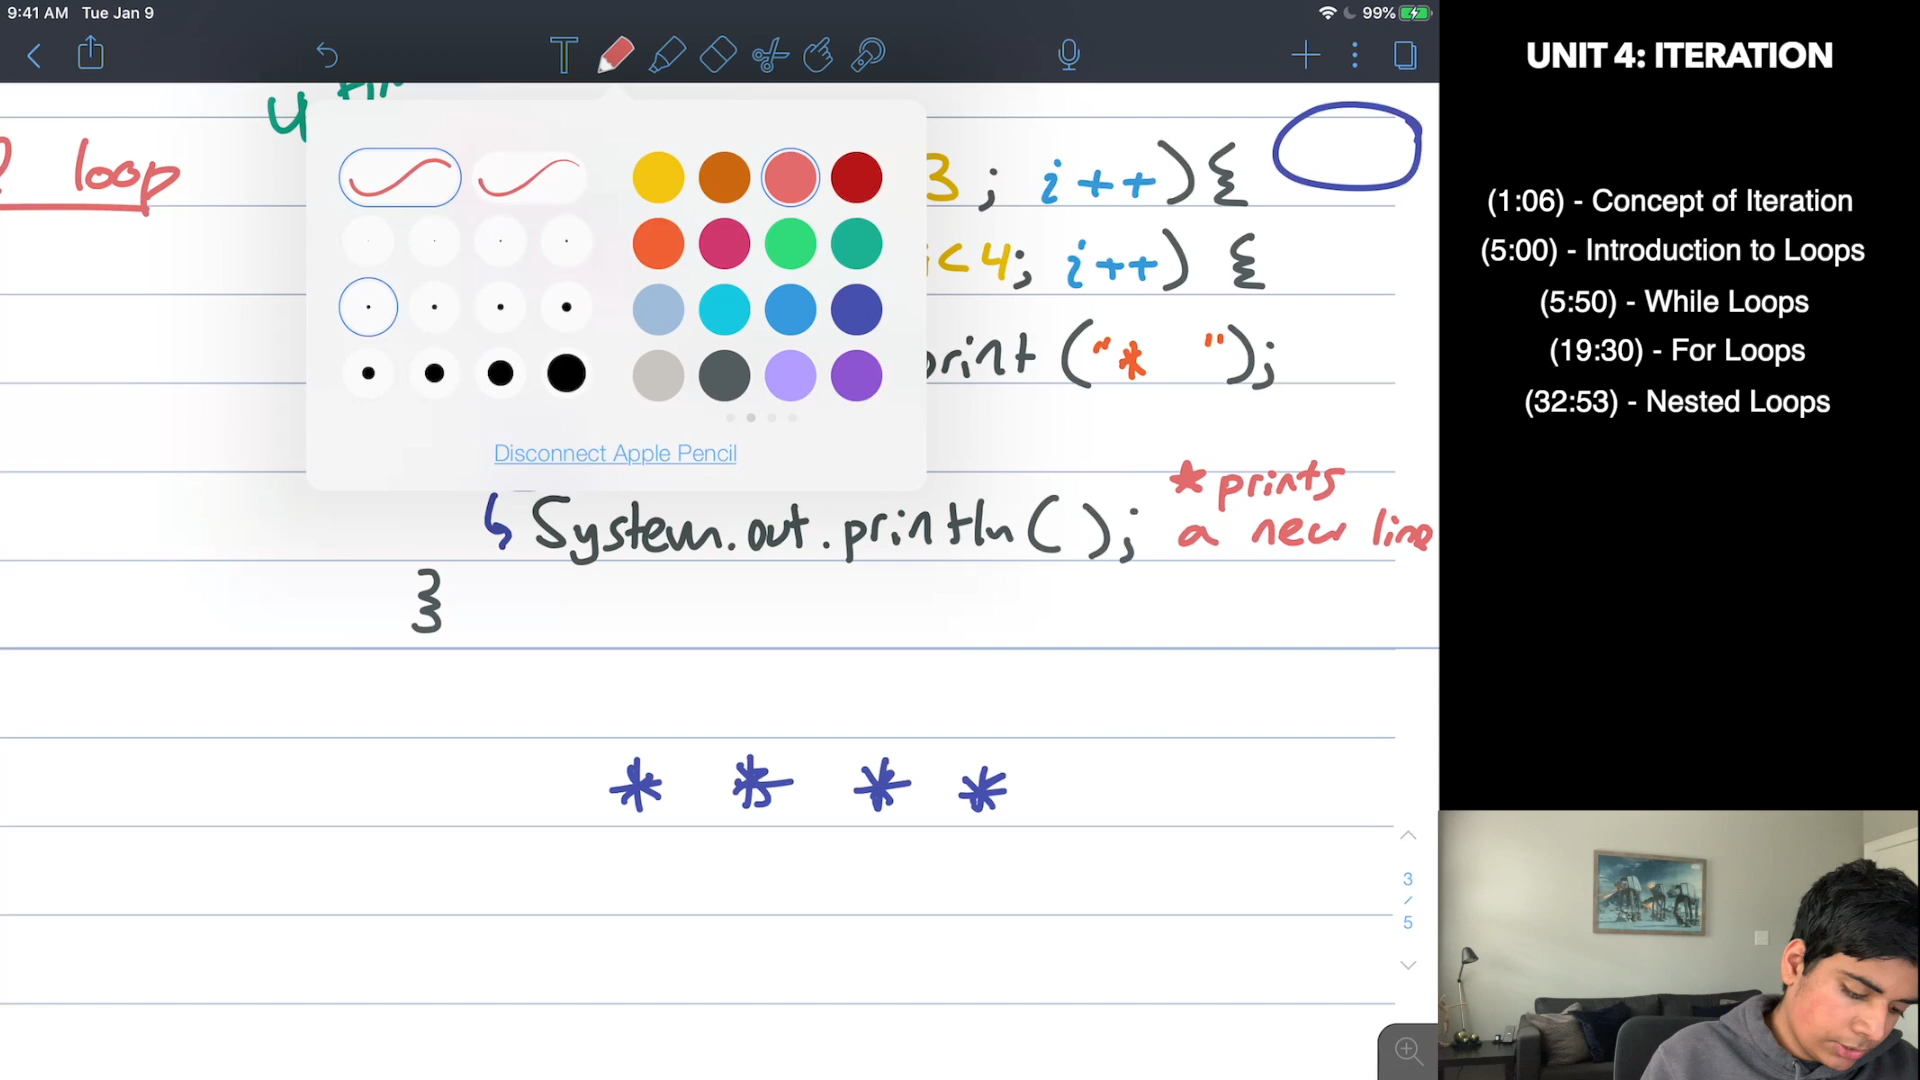 9:41 AM Tue Jan 9
99%
T
loop
3 ; i++){
i<4; i++) {
print ("* ");
Disconnect Apple Pencil
↳ System.out.println();
* prints
a new line
}
* * * *
3
/
5
UNIT 4: ITERATION
(1:06) - Concept of Iteration
(5:00) - Introduction to Loops
(5:50) - While Loops
(19:30) - For Loops
(32:53) - Nested Loops